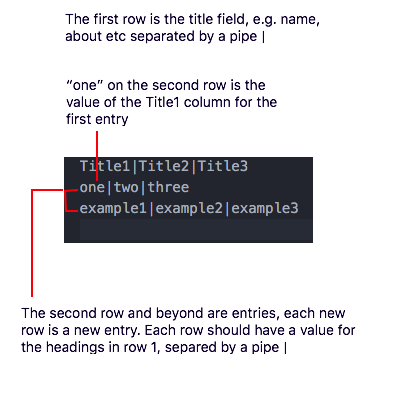 The first row is the title field, e.g. name,
about etc separated by a pipe |
“one” on the second row is the
value of the Title1 column for the
first entry
Title1|Title2|Title3
one|two|three
example1|example2|example3
The second row and beyond are entries, each new
row is a new entry. Each row should have a value for
the headings in row 1, separed by a pipe |